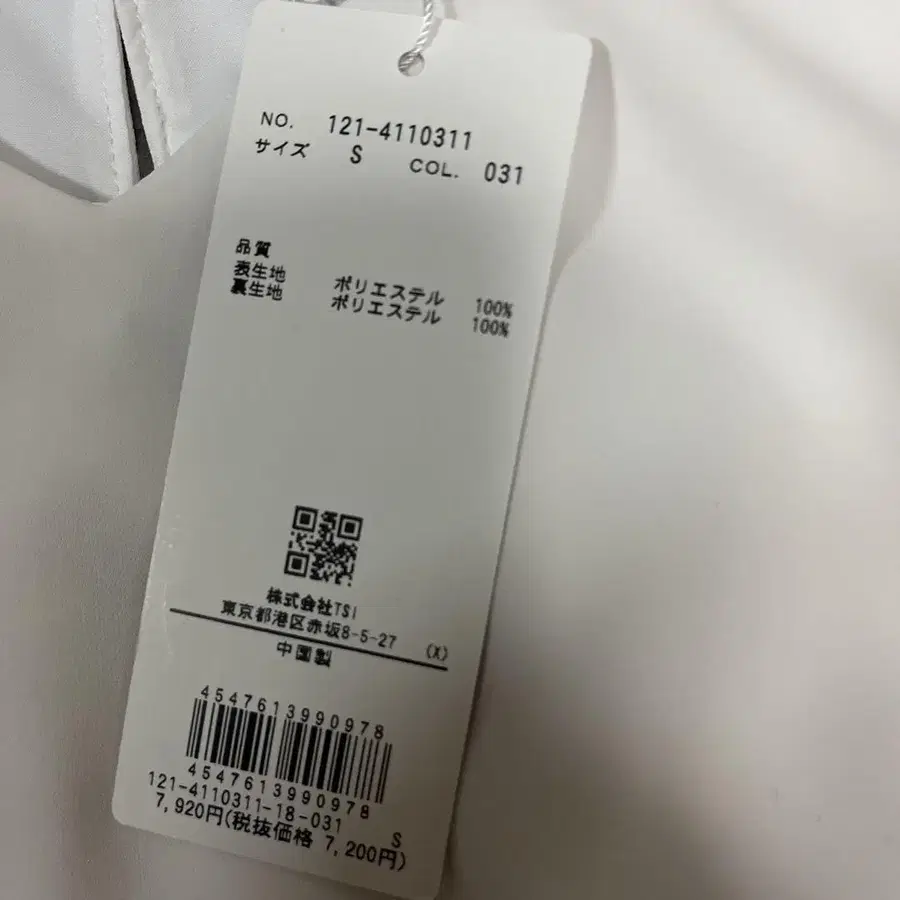 NO. 121-4110311
サイズ S COL. 031
品質
表生地 ポリエステル 100%
裏生地 ポリエステル 100%
株式会社TSI
東京都港区赤坂8-5-27 (X)
中国製
4547613990978
4547613990978
121-4110311-18-031 S
7,920円(税抜価格 7,200円)